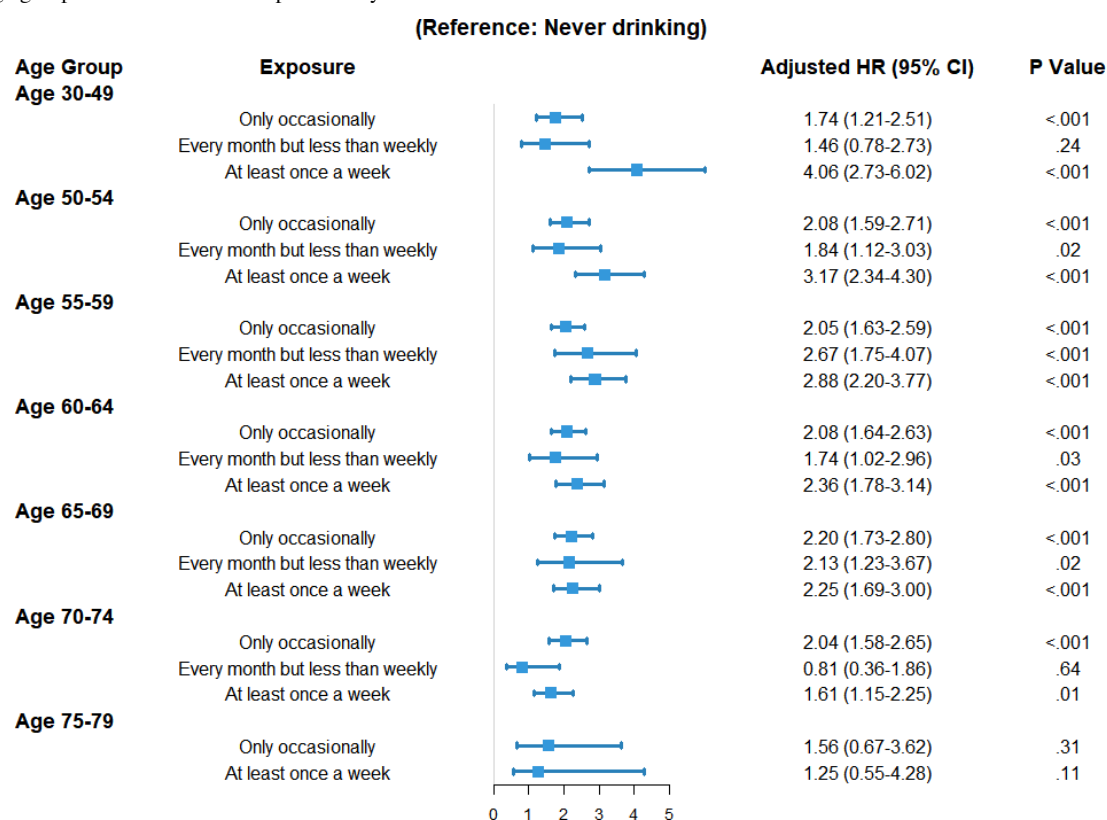 (Reference: Never drinking)
Age Group Exposure Adjusted HR (95% CI) P Value
Age 30-49
Only occasionally 1.74 (1.21-2.51) <.001
Every month but less than weekly 1.46 (0.78-2.73) .24
At least once a week 4.06 (2.73-6.02) <.001
Age 50-54
Only occasionally 2.08 (1.59-2.71) <.001
Every month but less than weekly 1.84 (1.12-3.03) .02
At least once a week 3.17 (2.34-4.30) <.001
Age 55-59
Only occasionally 2.05 (1.63-2.59) <.001
Every month but less than weekly 2.67 (1.75-4.07) <.001
At least once a week 2.88 (2.20-3.77) <.001
Age 60-64
Only occasionally 2.08 (1.64-2.63) <.001
Every month but less than weekly 1.74 (1.02-2.96) .03
At least once a week 2.36 (1.78-3.14) <.001
Age 65-69
Only occasionally 2.20 (1.73-2.80) <.001
Every month but less than weekly 2.13 (1.23-3.67) .02
At least once a week 2.25 (1.69-3.00) <.001
Age 70-74
Only occasionally 2.04 (1.58-2.65) <.001
Every month but less than weekly 0.81 (0.36-1.86) .64
At least once a week 1.61 (1.15-2.25) .01
Age 75-79
Only occasionally 1.56 (0.67-3.62) .31
At least once a week 1.25 (0.55-4.28) .11
0 1 2 3 4 5